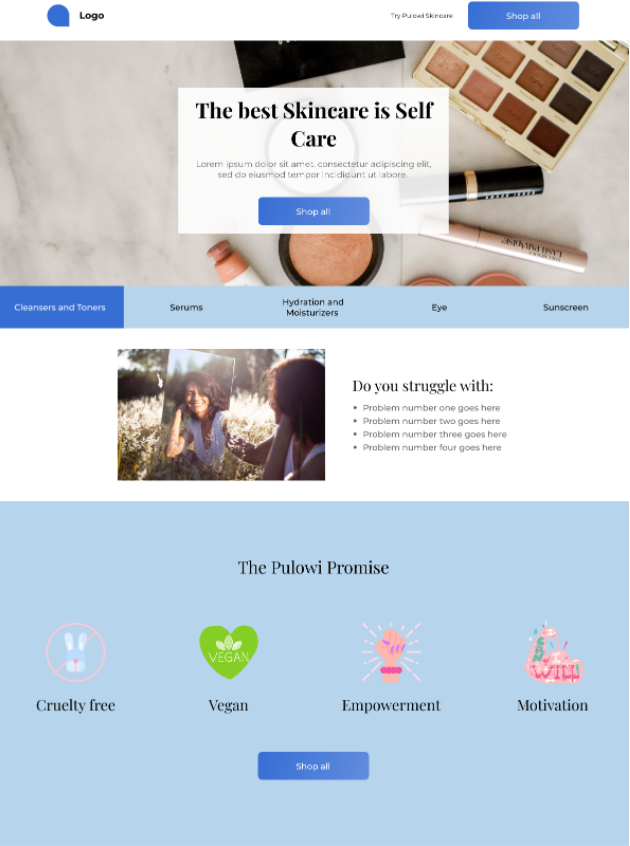 Logo
Try Pulowi Skincare
Shop all
The best Skincare is Self
Care
Lorem ipsum dolor sit amet, consectetur adipiscing elit,
sed do eiusmod tempor incididunt ut labore.
Shop all
Cleansers and Toners
Serums
Hydration and
Moisturizers
Eye
Sunscreen
Do you struggle with:
• Problem number one goes here
• Problem number two goes here
• Problem number three goes here
• Problem number four goes here
The Pulowi Promise
VEGAN
WILL
Cruelty free
Vegan
Empowerment
Motivation
Shop all